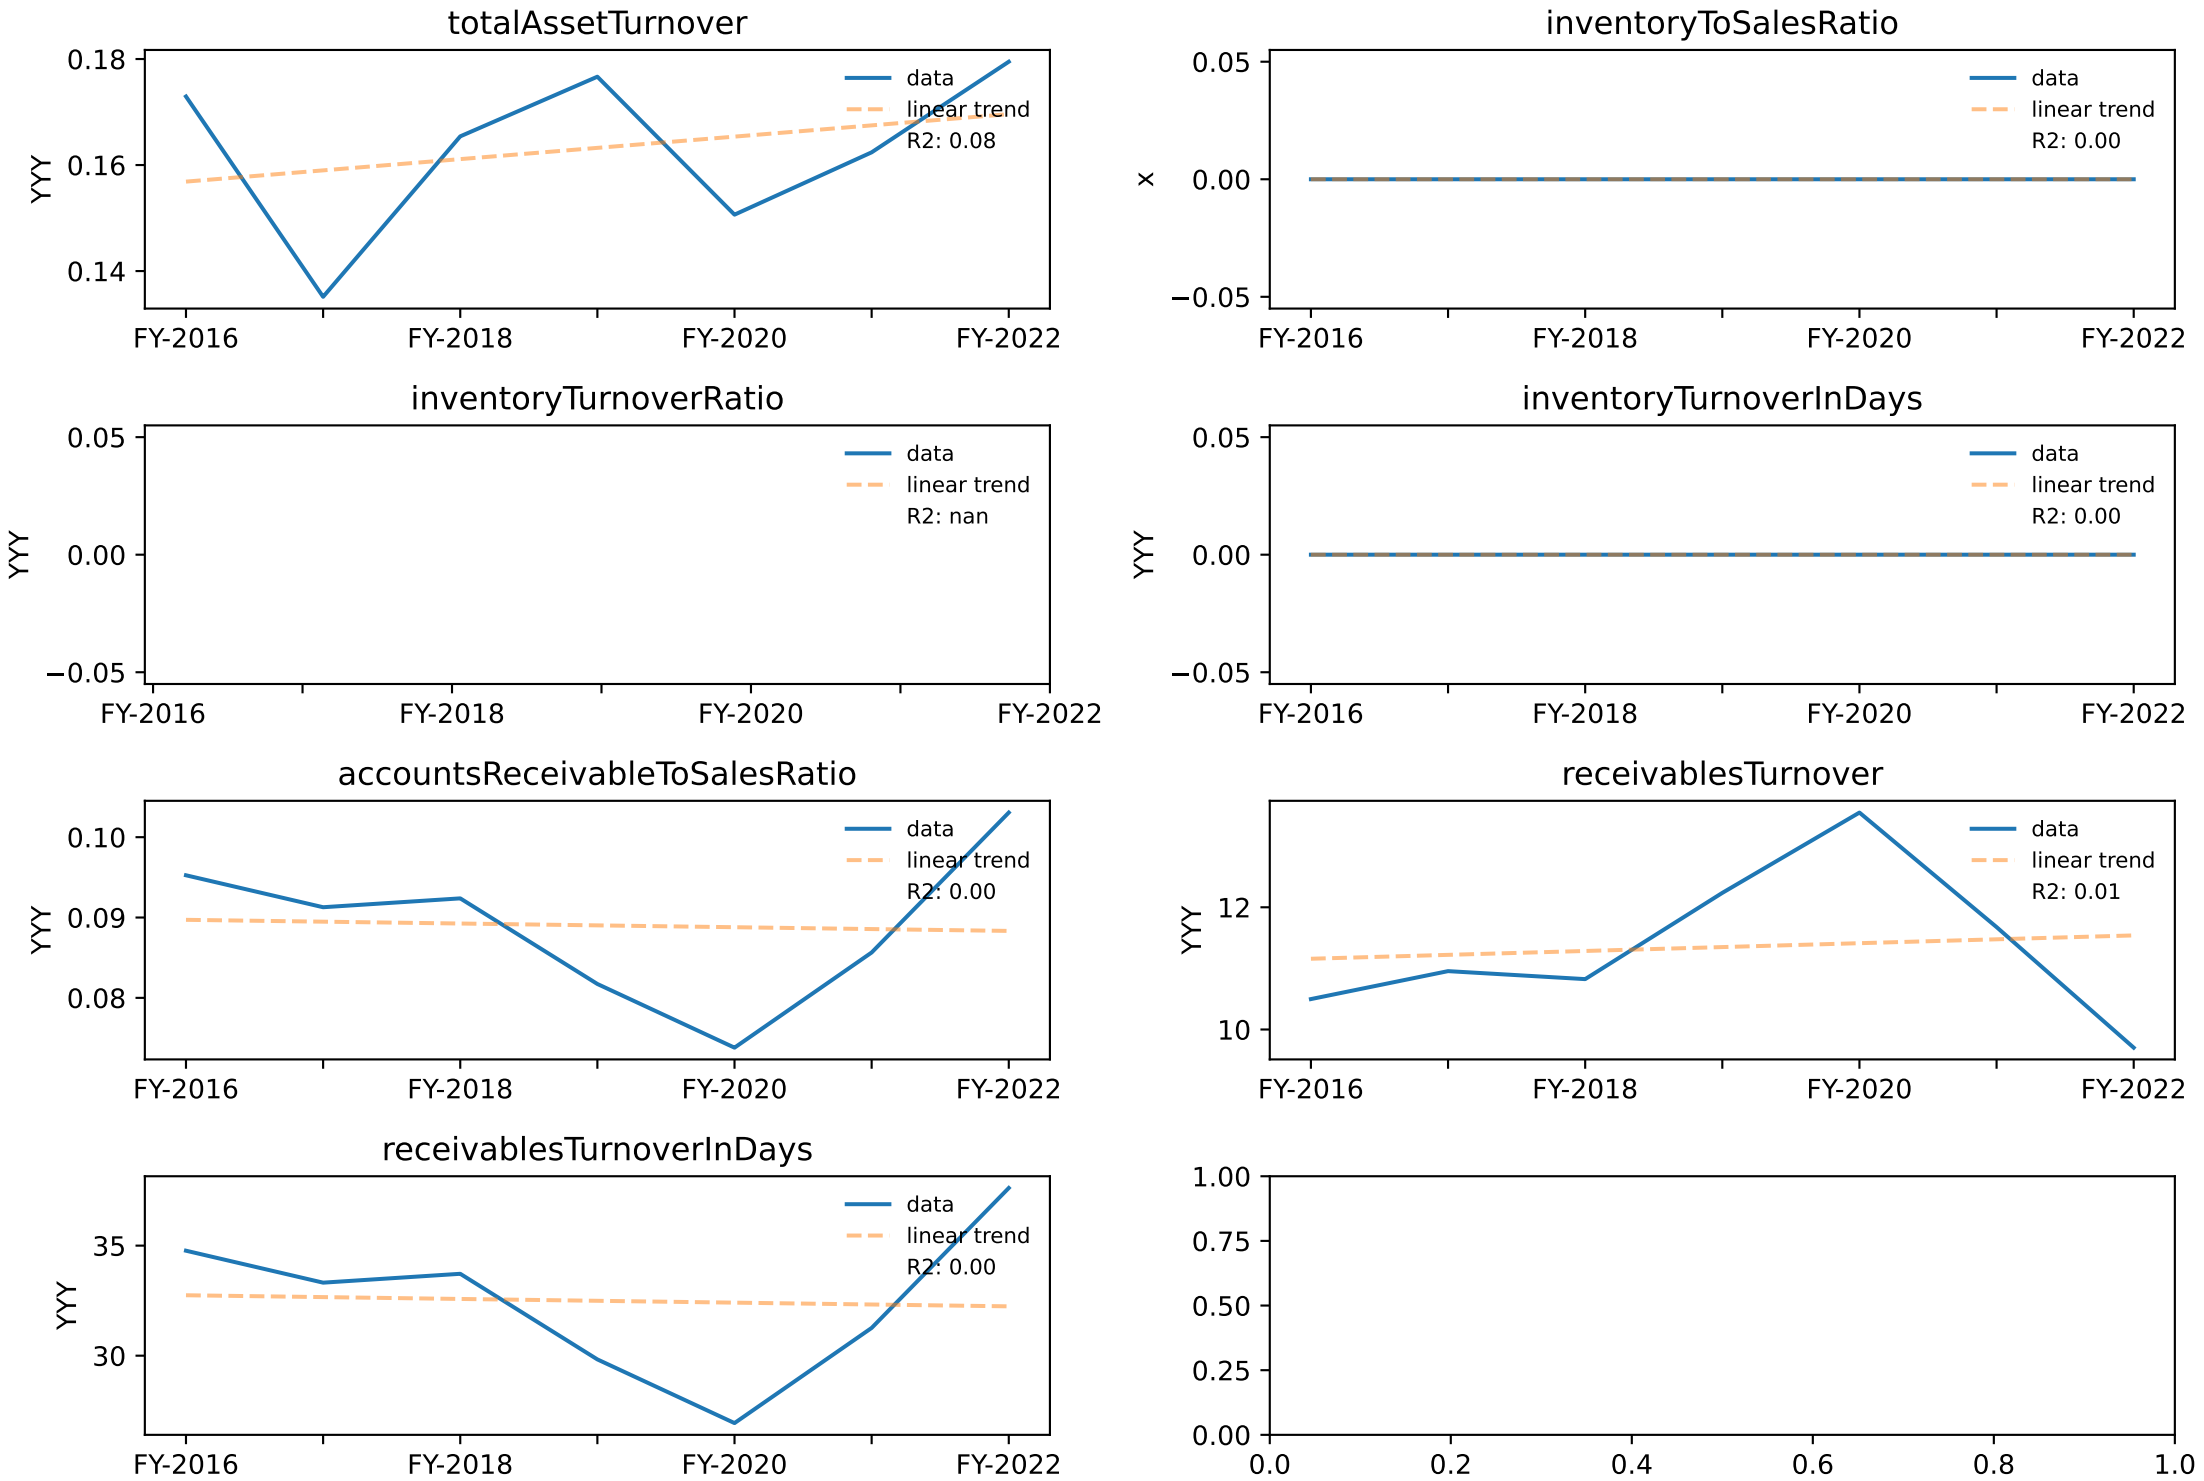 totalAssetTurnover
0.18
0.16
0.14
YYY
data
linear trend
R2: 0.08
FY-2016 FY-2018 FY-2020 FY-2022
inventoryToSalesRatio
0.05
0.00
−0.05
x
data
linear trend
R2: 0.00
FY-2016 FY-2018 FY-2020 FY-2022
inventoryTurnoverRatio
0.05
0.00
−0.05
YYY
data
linear trend
R2: nan
FY-2016 FY-2018 FY-2020 FY-2022
inventoryTurnoverInDays
0.05
0.00
−0.05
YYY
data
linear trend
R2: 0.00
FY-2016 FY-2018 FY-2020 FY-2022
accountsReceivableToSalesRatio
0.10
0.09
0.08
YYY
data
linear trend
R2: 0.00
FY-2016 FY-2018 FY-2020 FY-2022
receivablesTurnover
12
10
YYY
data
linear trend
R2: 0.01
FY-2016 FY-2018 FY-2020 FY-2022
receivablesTurnoverInDays
35
30
YYY
data
linear trend
R2: 0.00
FY-2016 FY-2018 FY-2020 FY-2022
1.00
0.75
0.50
0.25
0.00
0.0 0.2 0.4 0.6 0.8 1.0